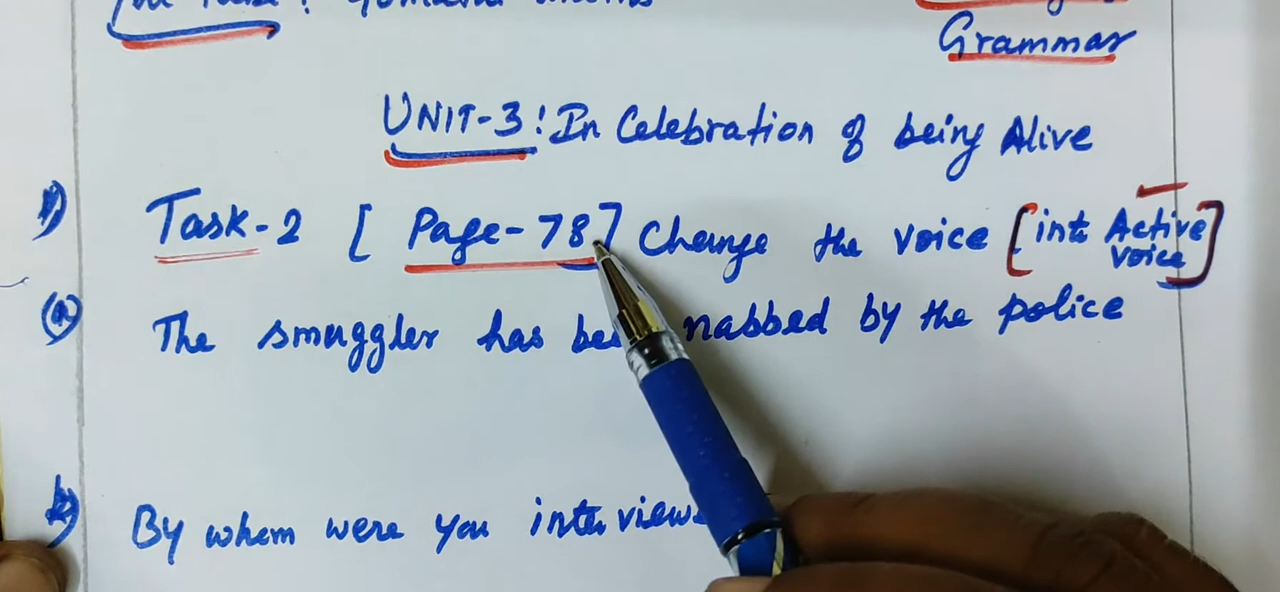 Grammar
UNIT-3: In Celebration of being Alive
1) Task-2 [Page-78] Change the voice [into Active voice]
(a) The smuggler has nabbed by the police
b) By whom were you